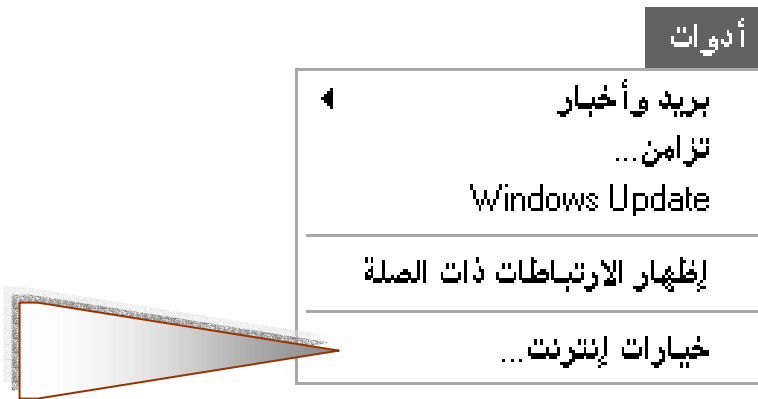 أدوات
بريد وأخبار
تزامن...
Windows Update
إظهار الارتباطات ذات الصلة
خيارات إنترنت...